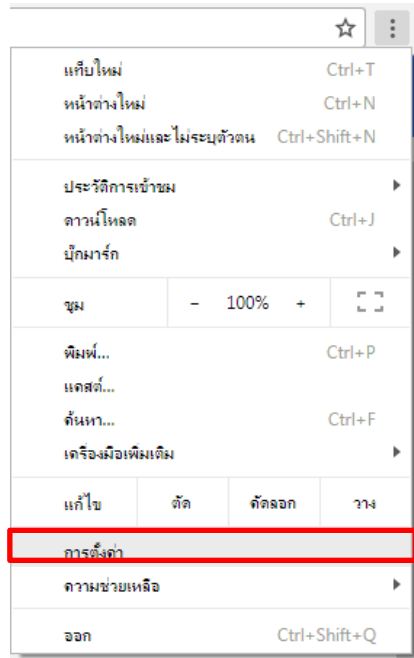 แท็บใหม่ Ctrl+T
หน้าต่างใหม่ Ctrl+N
หน้าต่างใหม่และไม่ระบุตัวตน Ctrl+Shift+N
ประวัติการเข้าชม
ดาวน์โหลด Ctrl+J
บุ๊กมาร์ก
ซูม - 100% +
พิมพ์... Ctrl+P
แคสต์...
ค้นหา... Ctrl+F
เครื่องมือเพิ่มเติม
แก้ไข ตัด คัดลอก วาง
การตั้งค่า
ความช่วยเหลือ
ออก Ctrl+Shift+Q